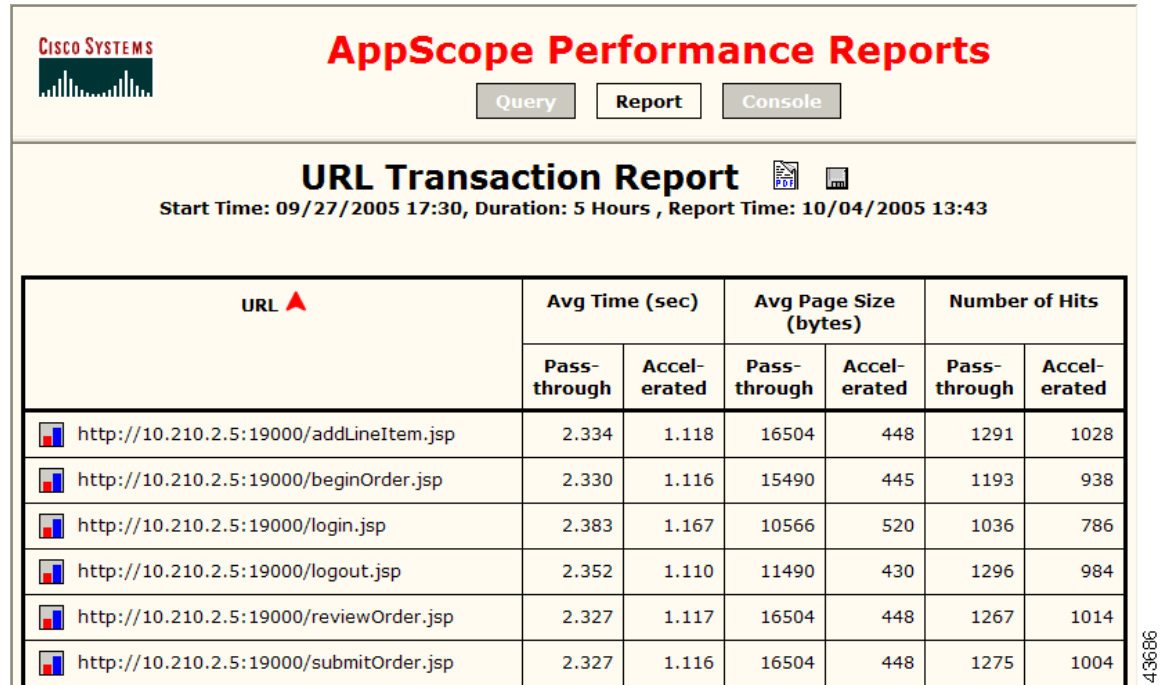 CISCO SYSTEMS
AppScope Performance Reports
Query Report Console
URL Transaction Report PDF
Start Time: 09/27/2005 17:30, Duration: 5 Hours , Report Time: 10/04/2005 13:43
URL Avg Time (sec) Avg Page Size (bytes) Number of Hits
Pass-through Accel-erated Pass-through Accel-erated Pass-through Accel-erated
http://10.210.2.5:19000/addLineItem.jsp 2.334 1.118 16504 448 1291 1028
http://10.210.2.5:19000/beginOrder.jsp 2.330 1.116 15490 445 1193 938
http://10.210.2.5:19000/login.jsp 2.383 1.167 10566 520 1036 786
http://10.210.2.5:19000/logout.jsp 2.352 1.110 11490 430 1296 984
http://10.210.2.5:19000/reviewOrder.jsp 2.327 1.117 16504 448 1267 1014
http://10.210.2.5:19000/submitOrder.jsp 2.327 1.116 16504 448 1275 1004
43686